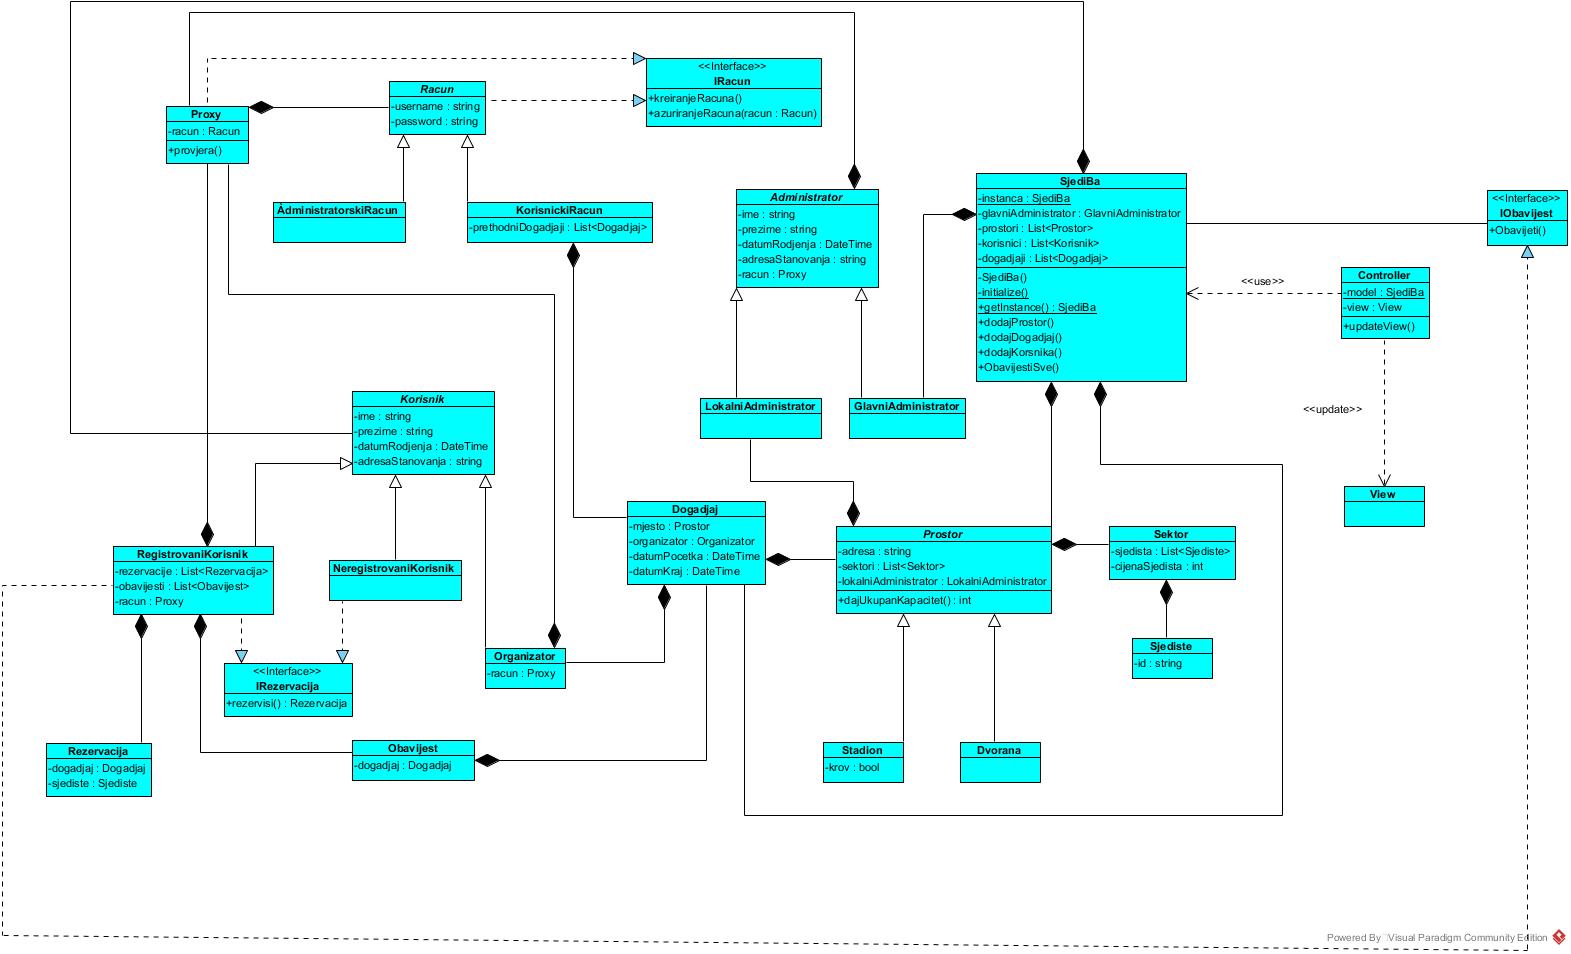 <<Interface>>
IRacun
+kreiranjeRacuna()
+azuriranjeRacuna(racun : Racun)
Racun
-username : string
-password : string
Proxy
-racun : Racun
+provjera()
ÀdministratorskiRacun
KorisnickiRacun
-prethodniDogadjaji : List<Dogadjaj>
Administrator
-ime : string
-prezime : string
-datumRodjenja : DateTime
-adresaStanovanja : string
-racun : Proxy
SjediBa
-instanca : SjediBa
-glavniAdministrator : GlavniAdministrator
-prostori : List<Prostor>
-korisnici : List<Korisnik>
-dogadjaji : List<Dogadjaj>
-SjediBa()
-initialize()
+getInstance() : SjediBa
+dodajProstor()
+dodajDogadjaj()
+dodajKorsnika()
+ObavijestiSve()
<<Interface>>
IObavijest
+Obavijeti()
<<use>>
Controller
-model : SjediBa
-view : View
+updateView()
<<update>>
View
LokalniAdministrator
GlavniAdministrator
Korisnik
-ime : string
-prezime : string
-datumRodjenja : DateTime
-adresaStanovanja : string
RegistrovaniKorisnik
-rezervacije : List<Rezervacija>
-obavijesti : List<Obavijest>
-racun : Proxy
NeregistrovaniKorisnik
Dogadjaj
-mjesto : Prostor
-organizator : Organizator
-datumPocetka : DateTime
-datumKraj : DateTime
Prostor
-adresa : string
-sektori : List<Sektor>
-lokalniAdministrator : LokalniAdministrator
+dajUkupanKapacitet() : int
Sektor
-sjedista : List<Sjediste>
-cijenaSjedista : int
Sjediste
-id : string
Organizator
-racun : Proxy
<<Interface>>
IRezervacija
+rezervisi() : Rezervacija
Rezervacija
-dogadjaj : Dogadjaj
-sjediste : Sjediste
Obavijest
-dogadjaj : Dogadjaj
Stadion
-krov : bool
Dvorana
Powered By Visual Paradigm Community Edition